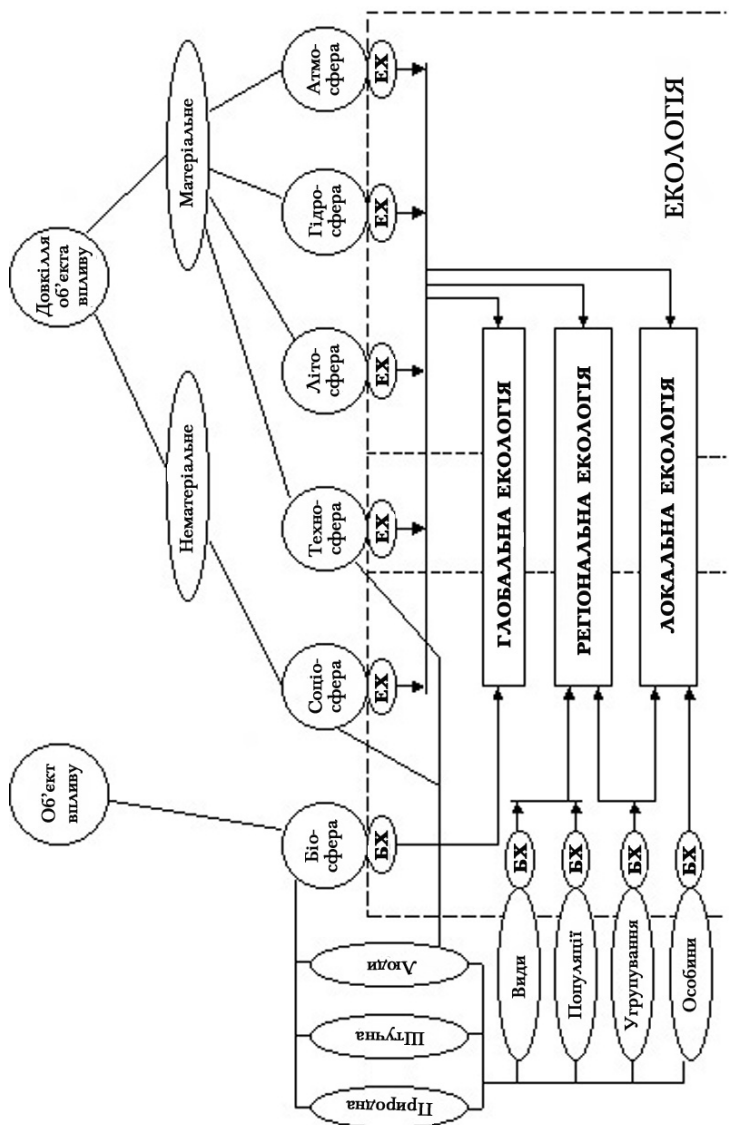 Об’єкт
впливу
Довкілля
об’єкта
впливу
Нематеріальне
Матеріальне
Біо-
сфера
Соціо-
сфера
Техно-
сфера
Літо-
сфера
Гідро-
сфера
Атмо-
сфера
БХ
ЕХ
ЕХ
ЕХ
ЕХ
ЕХ
Природна
Штучна
Люди
Види
БХ
Популяції
БХ
Угрупування
БХ
Особини
БХ
ГЛОБАЛЬНА ЕКОЛОГІЯ
РЕГІОНАЛЬНА ЕКОЛОГІЯ
ЛОКАЛЬНА ЕКОЛОГІЯ
ЕКОЛОГІЯ